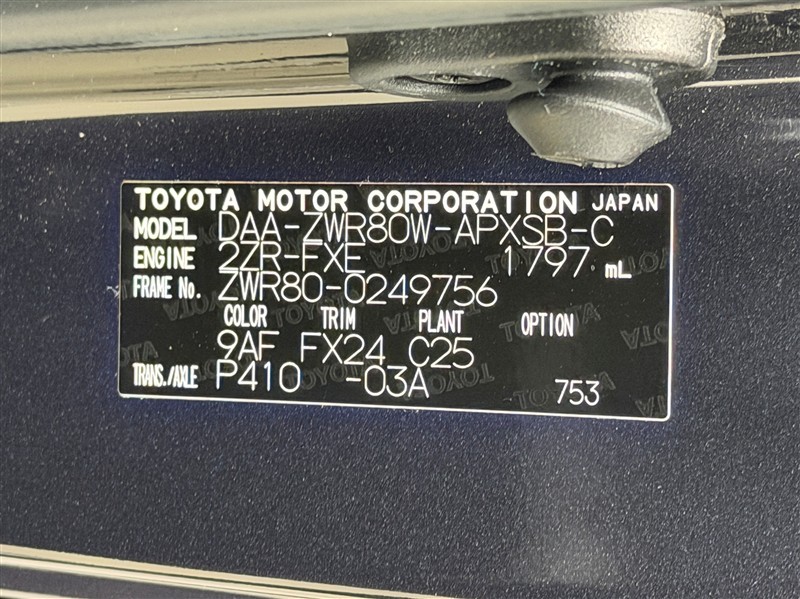 TOYOTA MOTOR CORPORATION JAPAN
MODEL DAA-ZWR80W-APXSB-C
ENGINE 2ZR-FXE 1797 mL
FRAME No. ZWR80-0249756
COLOR TRIM PLANT OPTION
9AF FX24 C25
TRANS./AXLE P410 -03A 753